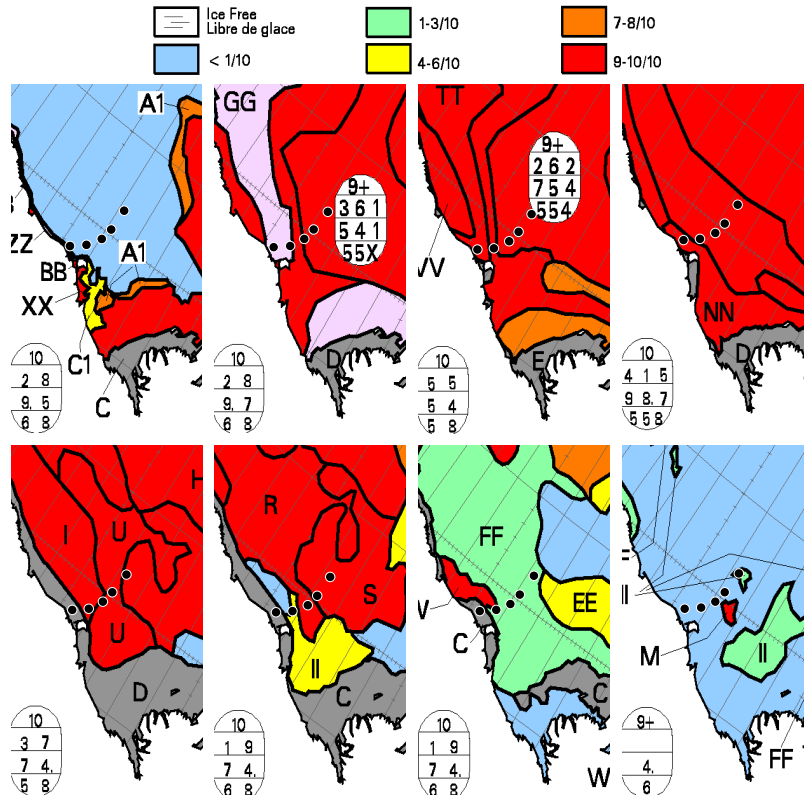 Ice Free
Libre de glace
1-3/10
7-8/10
< 1/10
4-6/10
9-10/10
A1
ZZ
BB
A1
XX
C1
C
10
2 8
9. 5
6 8
GG
9+
3 6 1
5 4 1
5 5 X
D
10
2 8
9. 7
6 8
TT
9+
2 6 2
7 5 4
5 5 4
VV
E
10
5 5
5 4
5 8
NN
D
10
4 1 5
9 8. 7
5 5 8
H
I
U
U
D
10
3 7
7 4.
5 8
R
S
II
C
10
1 9
7 4.
6 8
FF
EE
C
C
W
10
1 9
7 4.
6 8
II
M
II
FF
9+
4.
6